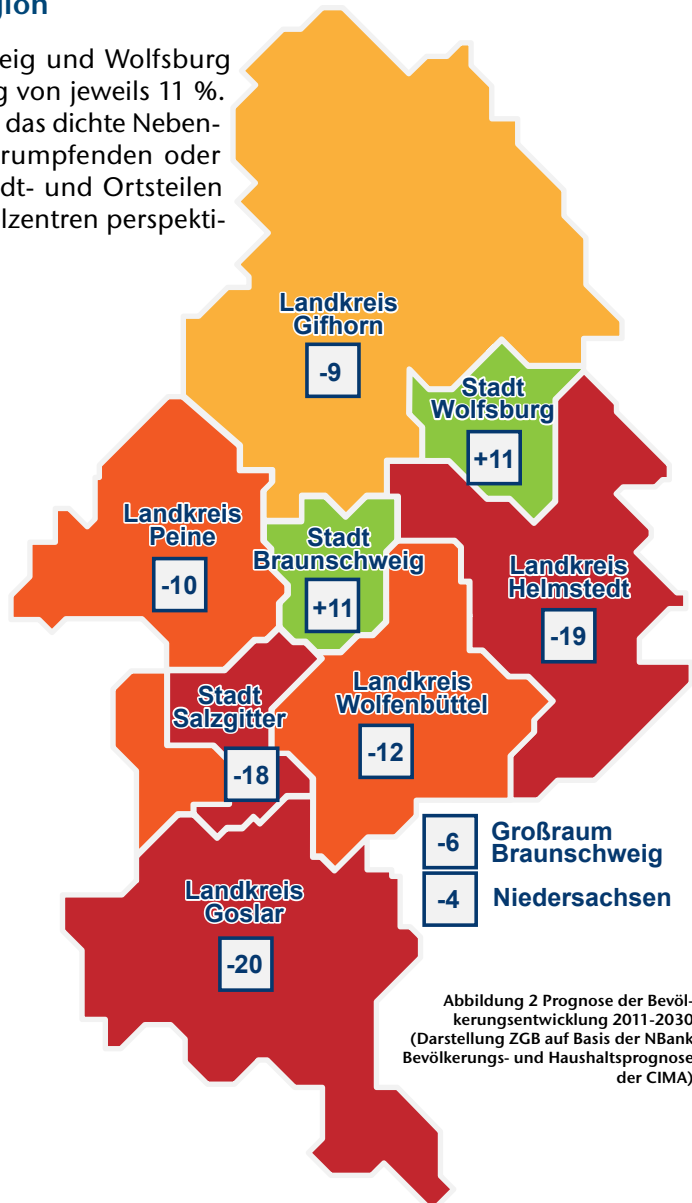 gion
eig und Wolfsburg
g von jeweils 11 %.
das dichte Neben-
rumpfenden oder
dt- und Ortsteilen
lzentren perspekti-
Landkreis
Gifhorn
-9
Stadt
Wolfsburg
+11
Landkreis
Peine
-10
Stadt
Braunschweig
+11
Landkreis
Helmstedt
-19
Stadt
Salzgitter
-18
Landkreis
Wolfenbüttel
-12
-6 Großraum
Braunschweig
-4 Niedersachsen
Landkreis
Goslar
-20
Abbildung 2 Prognose der Bevöl-
kerungsentwicklung 2011-2030
(Darstellung ZGB auf Basis der NBank
Bevölkerungs- und Haushaltsprognose
der CIMA)